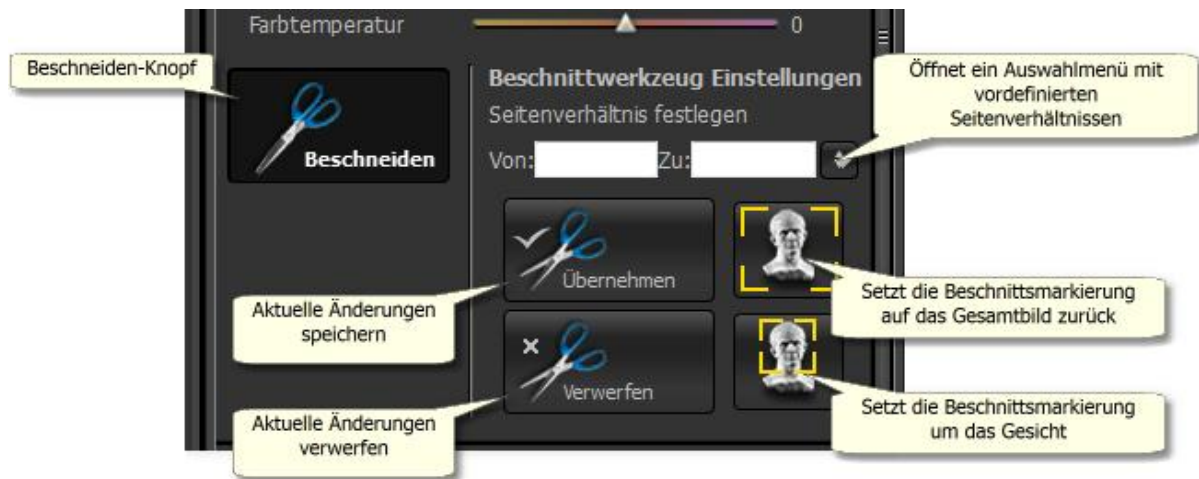 Farbtemperatur 0
Beschneiden-Knopf
Beschneiden
Beschnittwerkzeug Einstellungen
Seitenverhältnis festlegen
Von: Zu:
Öffnet ein Auswahlmenü mit
vordefinierten
Seitenverhältnissen
Übernehmen
Aktuelle Änderungen
speichern
Setzt die Beschnittsmarkierung
auf das Gesamtbild zurück
Verwerfen
Aktuelle Änderungen
verwerfen
Setzt die Beschnittsmarkierung
um das Gesicht